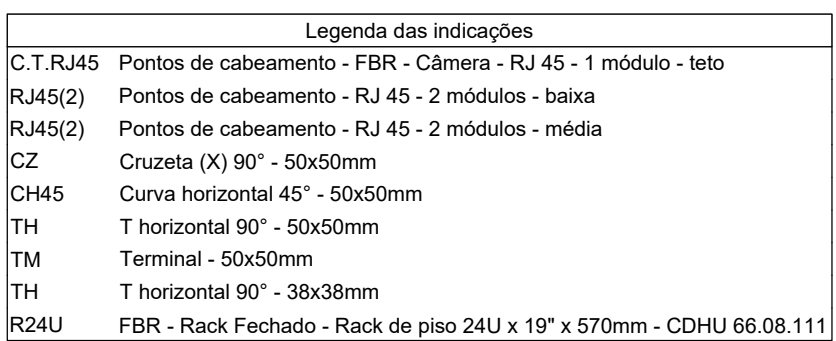 Legenda das indicações
C.T.RJ45 Pontos de cabeamento - FBR - Câmera - RJ 45 - 1 módulo - teto
RJ45(2) Pontos de cabeamento - RJ 45 - 2 módulos - baixa
RJ45(2) Pontos de cabeamento - RJ 45 - 2 módulos - média
CZ Cruzeta (X) 90° - 50x50mm
CH45 Curva horizontal 45° - 50x50mm
TH T horizontal 90° - 50x50mm
TM Terminal - 50x50mm
TH T horizontal 90° - 38x38mm
R24U FBR - Rack Fechado - Rack de piso 24U x 19" x 570mm - CDHU 66.08.111